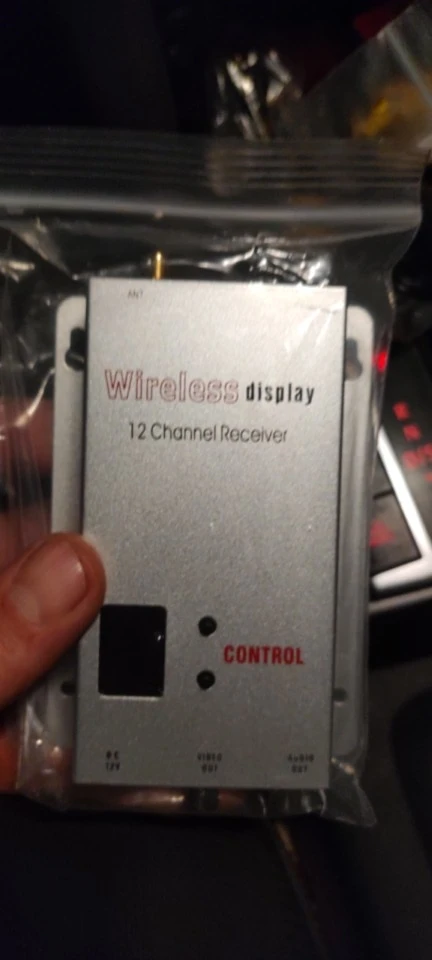 ANT
Wireless display
12 Channel Receiver
CONTROL
DC VIDEO AUDIO
12V OUT OUT